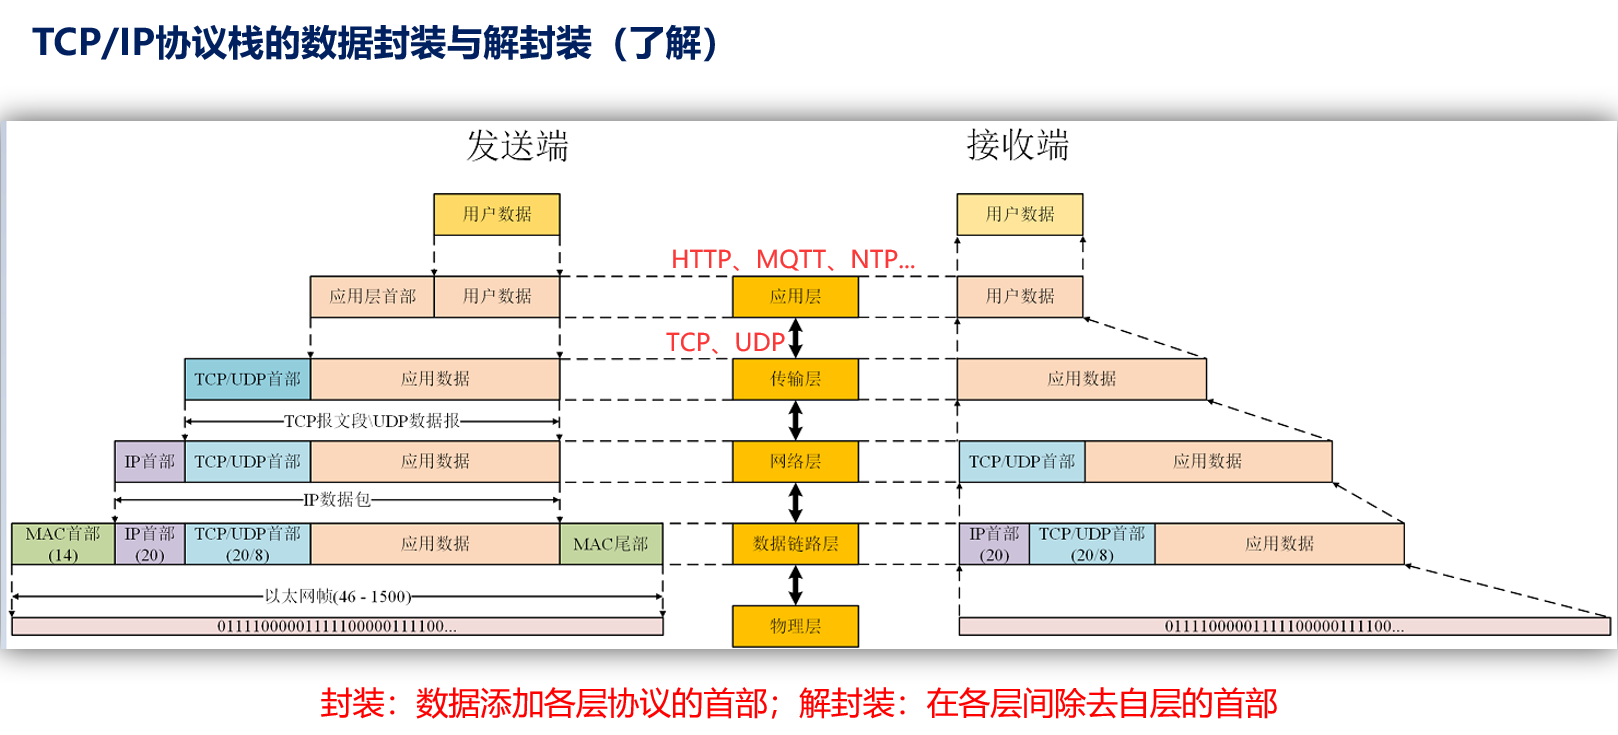 TCP/IP协议栈的数据封装与解封装（了解）
发送端
接收端
用户数据
用户数据
HTTP、MQTT、NTP...
应用层首部
用户数据
应用层
用户数据
TCP、UDP
TCP/UDP首部
应用数据
传输层
应用数据
TCP报文段\UDP数据报
IP首部
TCP/UDP首部
应用数据
网络层
TCP/UDP首部
应用数据
IP数据包
MAC首部
(14)
IP首部
(20)
TCP/UDP首部
(20/8)
应用数据
MAC尾部
数据链路层
IP首部
(20)
TCP/UDP首部
(20/8)
应用数据
以太网帧(46 - 1500)
0111100000111110000011110​0...
物理层
0111100000111110000011110​0...
封装：数据添加各层协议的首部；解封装：在各层间除去自层的首部